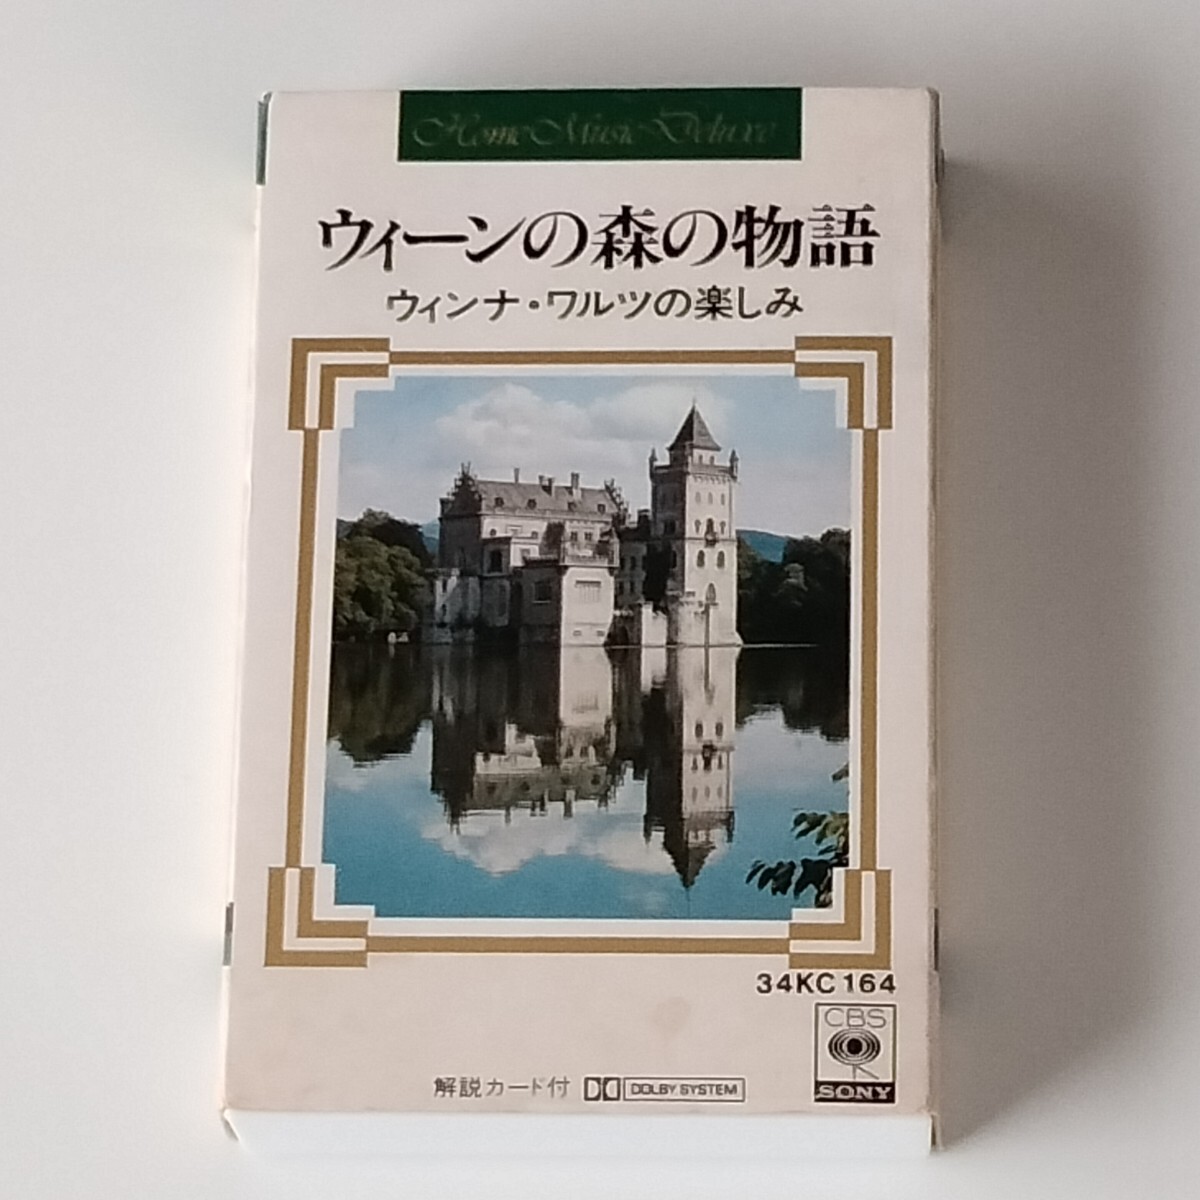 Home Music Deluxe
ウィーンの森の物語
ウィンナ・ワルツの楽しみ
34KC 164
CBS
SONY
解説カード付 DOLBY SYSTEM